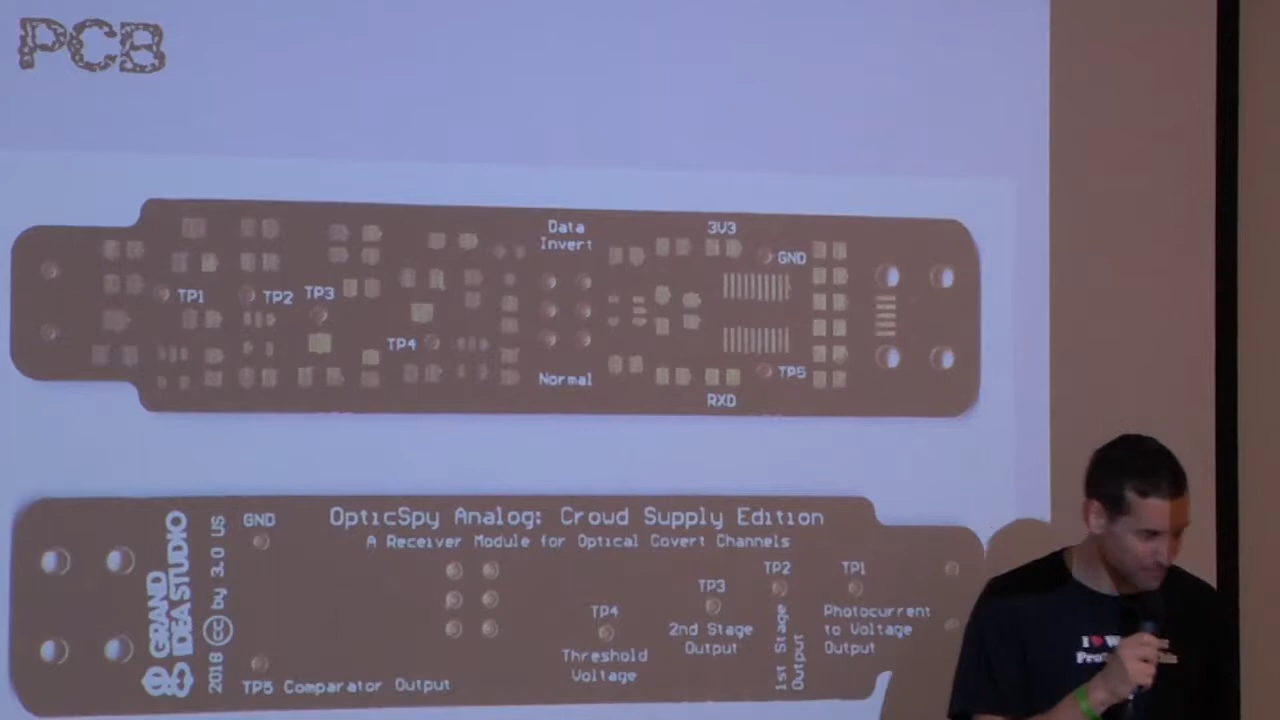 PCB
Data
Invert
3V3
GND
TP1
TP2
TP3
TP4
Normal
TP5
RXD
OpticSpy Analog: Crowd Supply Edition
A Receiver Module for Optical Covert Channels
GND
GRAND
IDEA STUDIO
2018 cc by 3.0 US
TP5 Comparator Output
TP4
Threshold
Voltage
TP3
2nd Stage
Output
TP2
1st Stage
Output
TP1
Photocurrent
to Voltage
Output
I